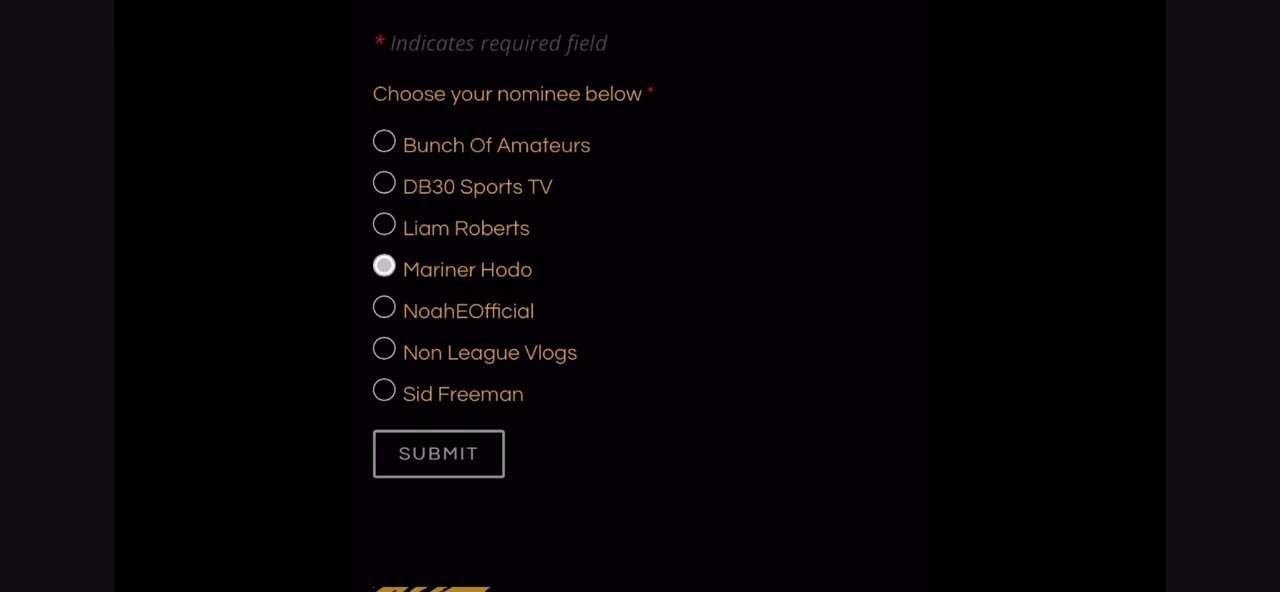 * Indicates required field
Choose your nominee below *
Bunch Of Amateurs
DB30 Sports TV
Liam Roberts
Mariner Hodo
NoahEOfficial
Non League Vlogs
Sid Freeman
SUBMIT